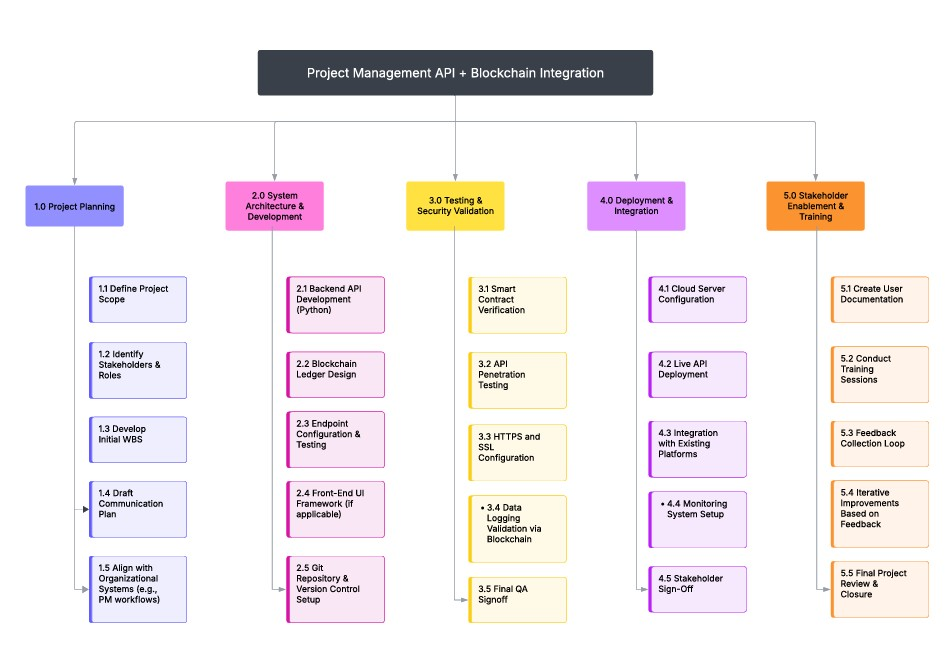 Project Management API + Blockchain Integration
1.0 Project Planning
1.1 Define Project
Scope
1.2 Identify
Stakeholders &
Roles
1.3 Develop
Initial WBS
1.4 Draft
Communication
Plan
1.5 Align with
Organizational
Systems (e.g.,
PM workflows)
2.0 System
Architecture &
Development
2.1 Backend API
Development
(Python)
2.2 Blockchain
Ledger Design
2.3 Endpoint
Configuration &
Testing
2.4 Front-End UI
Framework (if
applicable)
2.5 Git
Repository &
Version Control
Setup
3.0 Testing &
Security Validation
3.1 Smart
Contract
Verification
3.2 API
Penetration
Testing
3.3 HTTPS and
SSL
Configuration
• 3.4 Data
Logging
Validation via
Blockchain
3.5 Final QA
Signoff
4.0 Deployment &
Integration
4.1 Cloud Server
Configuration
4.2 Live API
Deployment
4.3 Integration
with Existing
Platforms
• 4.4 Monitoring
System Setup
4.5 Stakeholder
Sign-Off
5.0 Stakeholder
Enablement &
Training
5.1 Create User
Documentation
5.2 Conduct
Training
Sessions
5.3 Feedback
Collection Loop
5.4 Iterative
Improvements
Based on
Feedback
5.5 Final Project
Review &
Closure